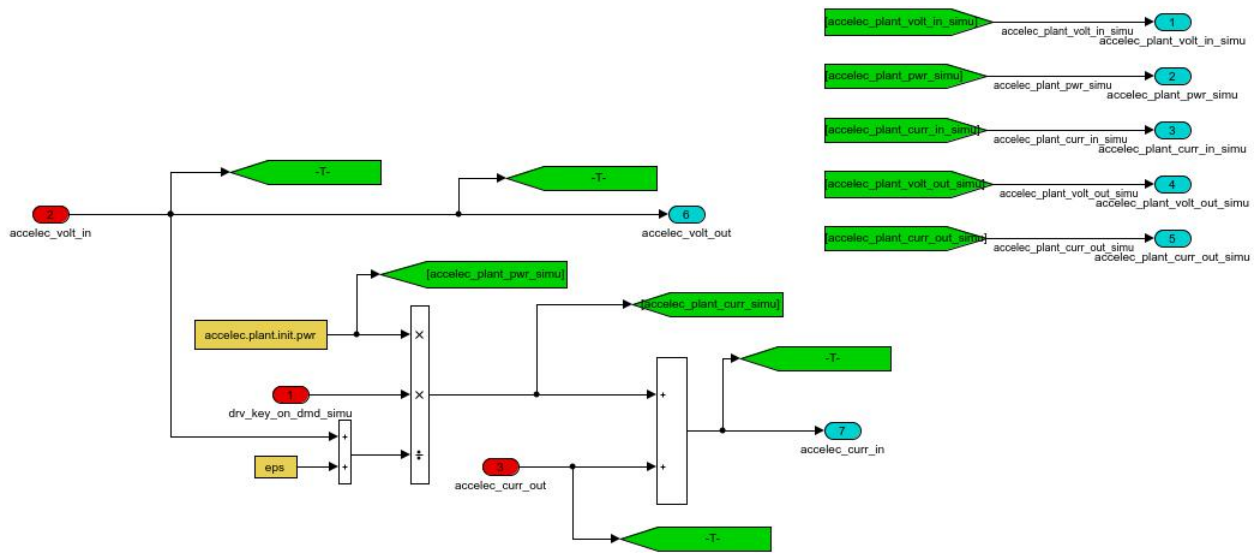 [accelec_plant_volt_in_simu]
accelec_plant_volt_in_simu
1
accelec_plant_volt_in_simu
[accelec_plant_pwr_simu]
accelec_plant_pwr_simu
2
accelec_plant_pwr_simu
[accelec_plant_curr_in_simu]
accelec_plant_curr_in_simu
3
accelec_plant_curr_in_simu
[accelec_plant_volt_out_simu]
accelec_plant_volt_out_simu
4
accelec_plant_volt_out_simu
[accelec_plant_curr_out_simu]
accelec_plant_curr_out_simu
5
accelec_plant_curr_out_simu
-T-
-T-
2
accelec_volt_in
6
accelec_volt_out
[accelec_plant_pwr_simu]
[accelec_plant_curr_simu]
accelec.plant.init.pwr
×
-T-
1
drv_key_on_dmd_simu
×
+
+
+
÷
eps
3
accelec_curr_out
+
7
accelec_curr_in
-T-